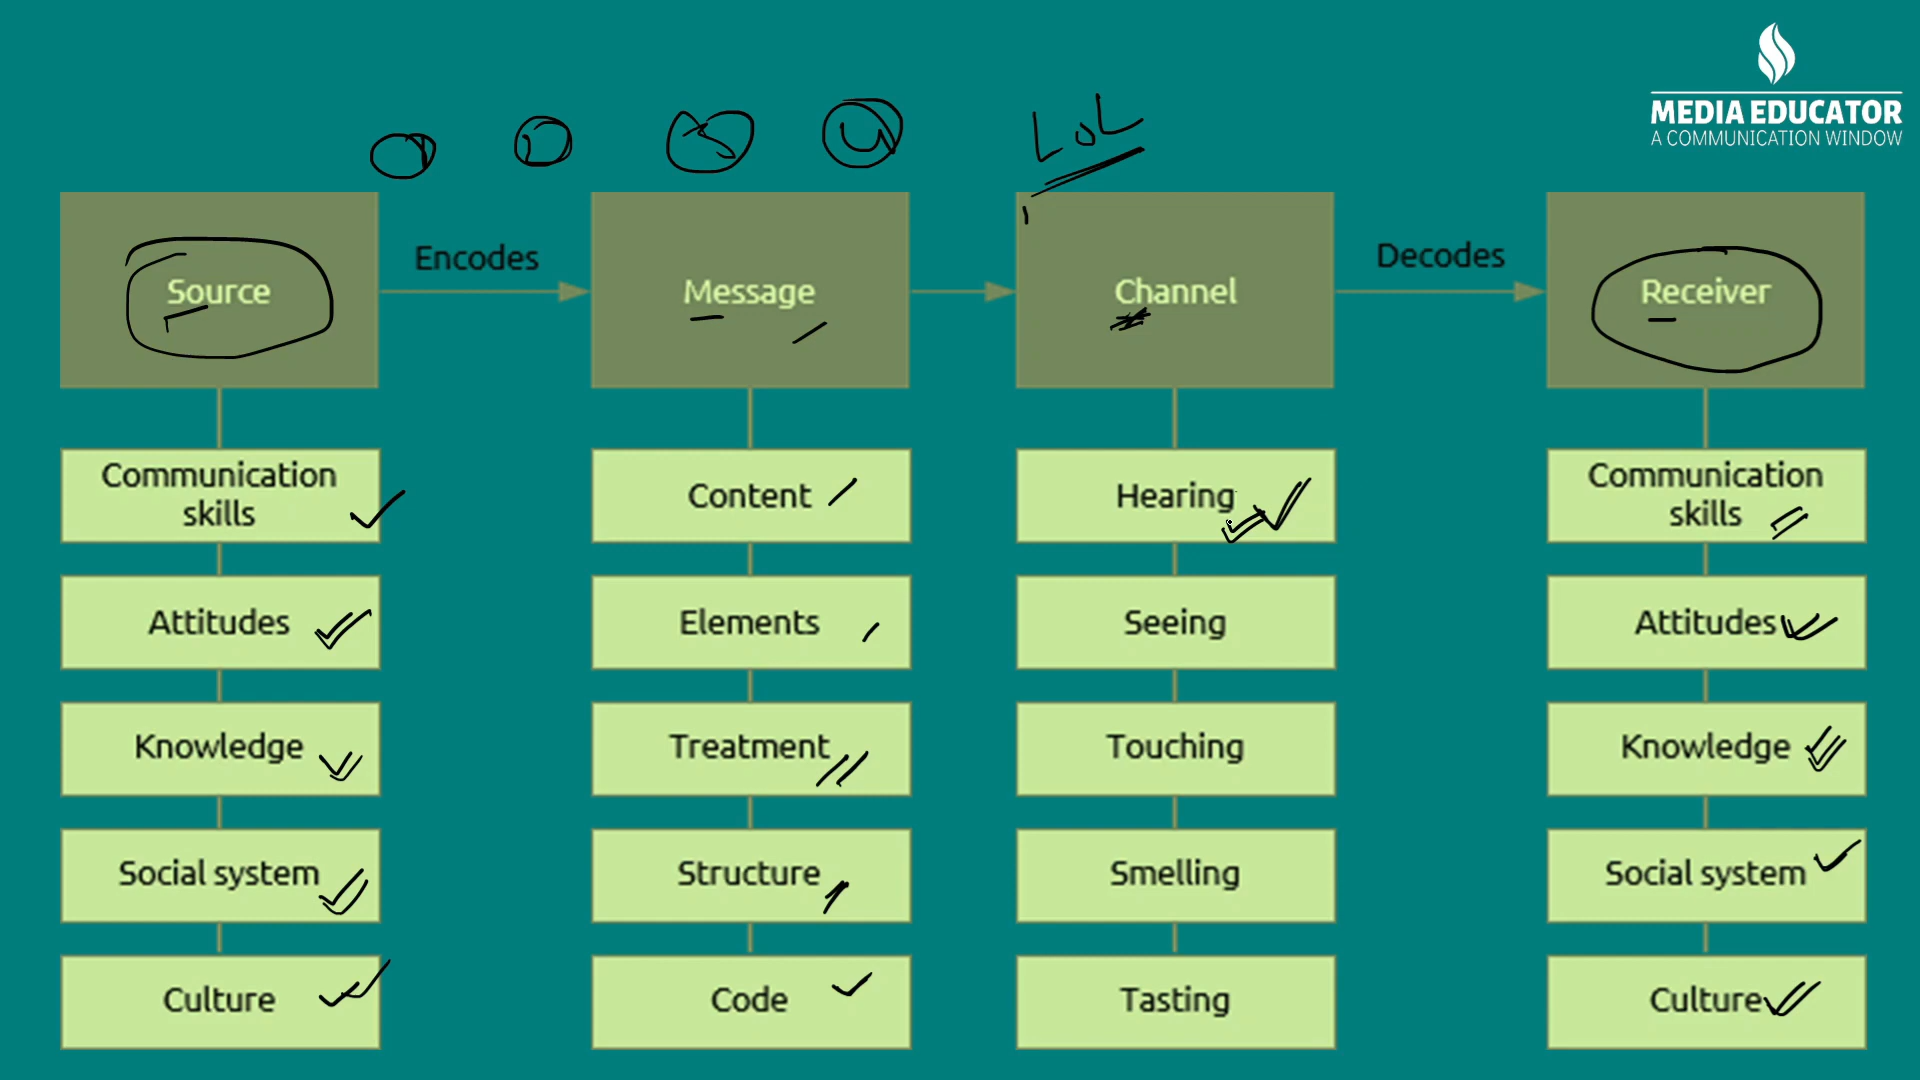 MEDIA EDUCATOR
A COMMUNICATION WINDOW
LOL
Source
Encodes
Message
Channel
Decodes
Receiver
Communication
skills
Attitudes
Knowledge
Social system
Culture
Content
Elements
Treatment
Structure
Code
Hearing
Seeing
Touching
Smelling
Tasting
Communication
skills
Attitudes
Knowledge
Social system
Culture